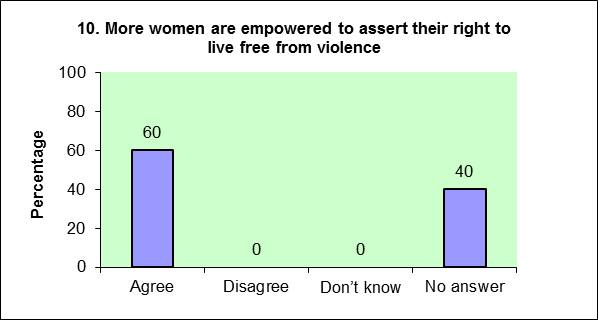 10. More women are empowered to assert their right to
live free from violence
Percentage
100
80
60
40
20
0
60
0
0
40
Agree Disagree Don't know No answer